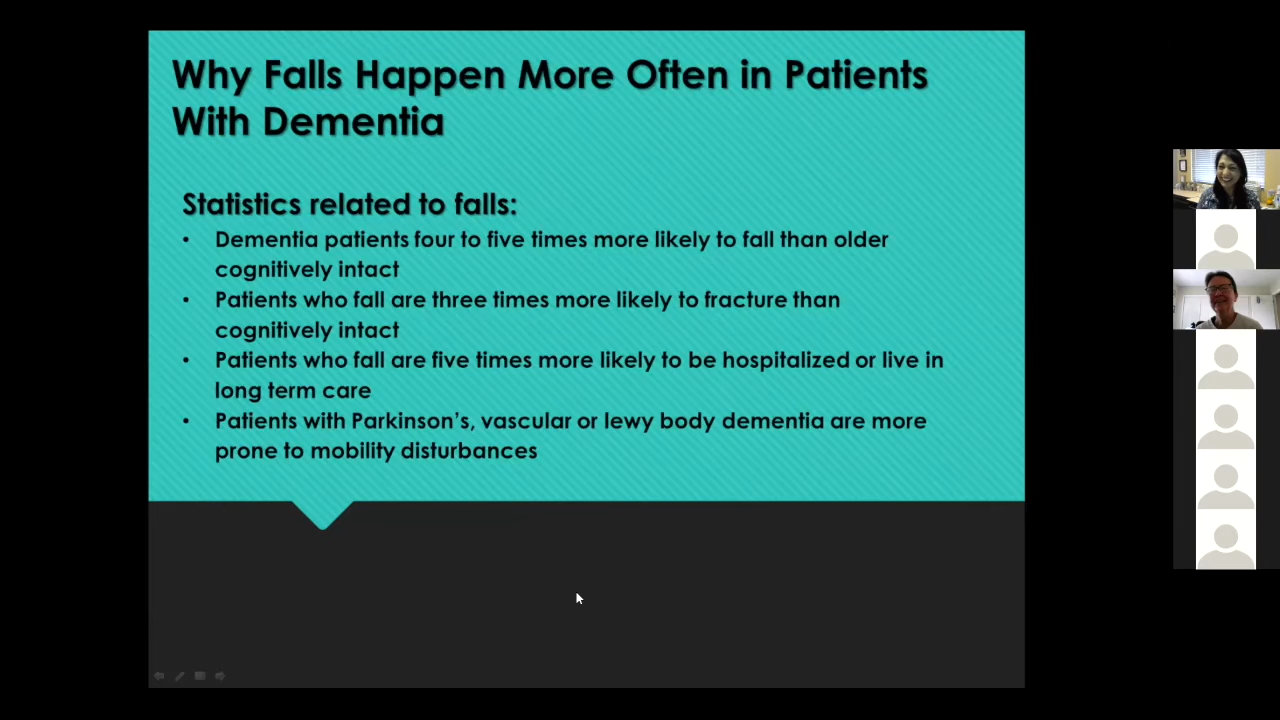 Why Falls Happen More Often in Patients
With Dementia
Statistics related to falls:
• Dementia patients four to five times more likely to fall than older
cognitively intact
• Patients who fall are three times more likely to fracture than
cognitively intact
• Patients who fall are five times more likely to be hospitalized or live in
long term care
• Patients with Parkinson's, vascular or lewy body dementia are more
prone to mobility disturbances